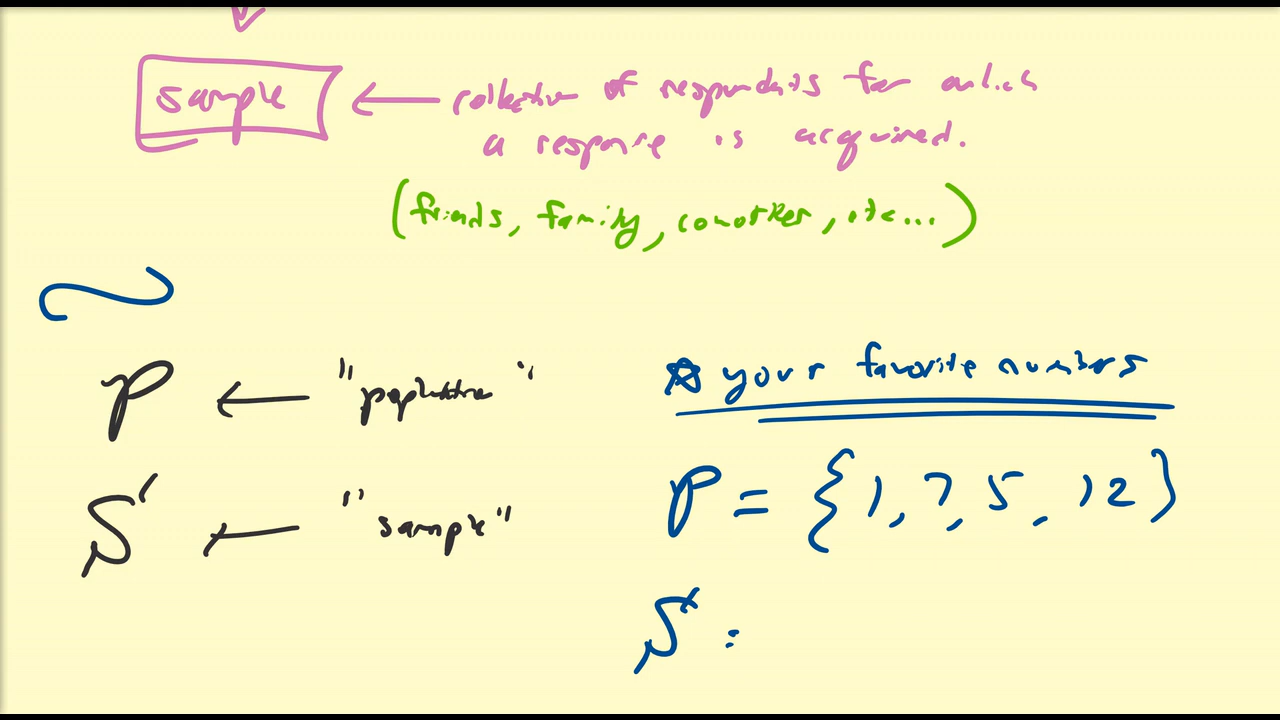 sample ← collection of respondents for which
a response is acquired.
(friends, family, coworker, etc...)
P ← "population"
S ← "sample"
☆ your favorite numbers
P = {1, 7, 5, 12}
S =